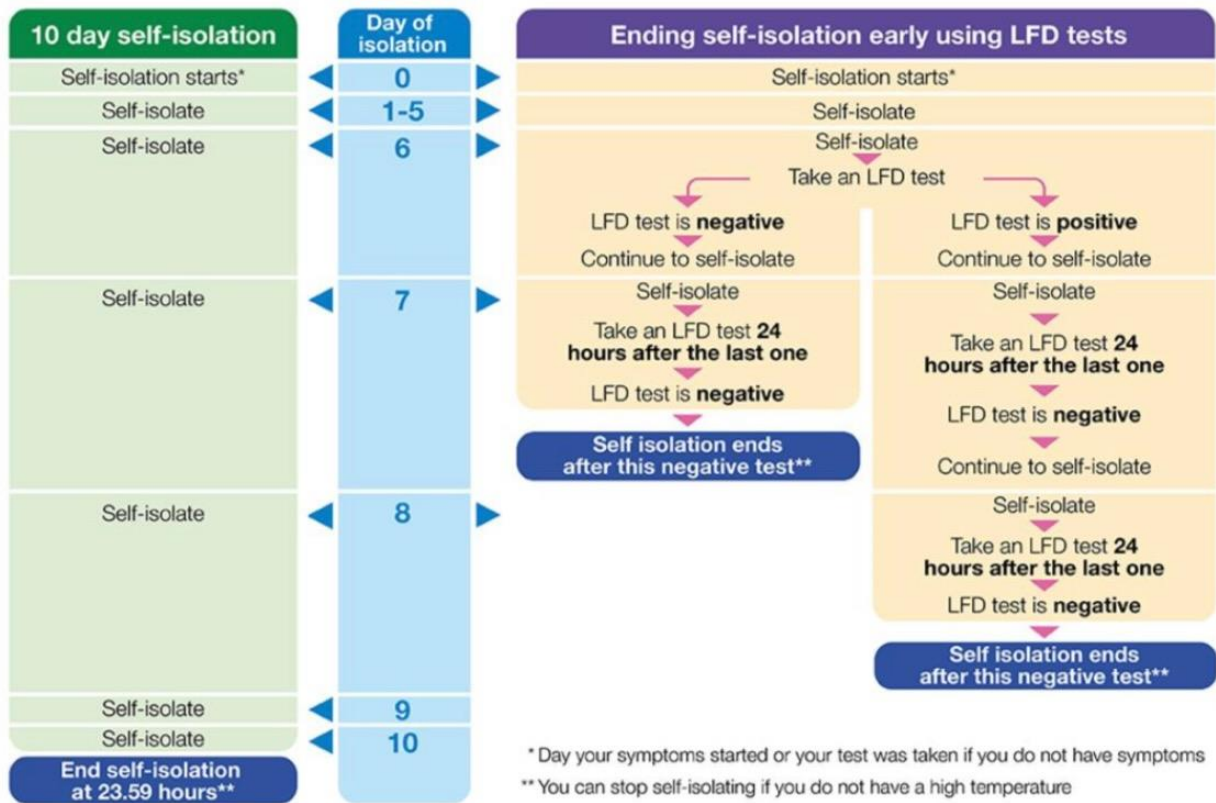 10 day self-isolation
Day of
isolation
Ending self-isolation early using LFD tests
Self-isolation starts*
0
Self-isolation starts*
Self-isolate
1-5
Self-isolate
Self-isolate
6
Self-isolate
Take an LFD test
LFD test is negative
Continue to self-isolate
LFD test is positive
Continue to self-isolate
Self-isolate
7
Self-isolate
Take an LFD test 24
hours after the last one
LFD test is negative
Self isolation ends
after this negative test**
Self-isolate
Take an LFD test 24
hours after the last one
LFD test is negative
Continue to self-isolate
Self-isolate
8
Self-isolate
Take an LFD test 24
hours after the last one
LFD test is negative
Self isolation ends
after this negative test**
Self-isolate
9
Self-isolate
10
End self-isolation
at 23.59 hours**
* Day your symptoms started or your test was taken if you do not have symptoms
** You can stop self-isolating if you do not have a high temperature